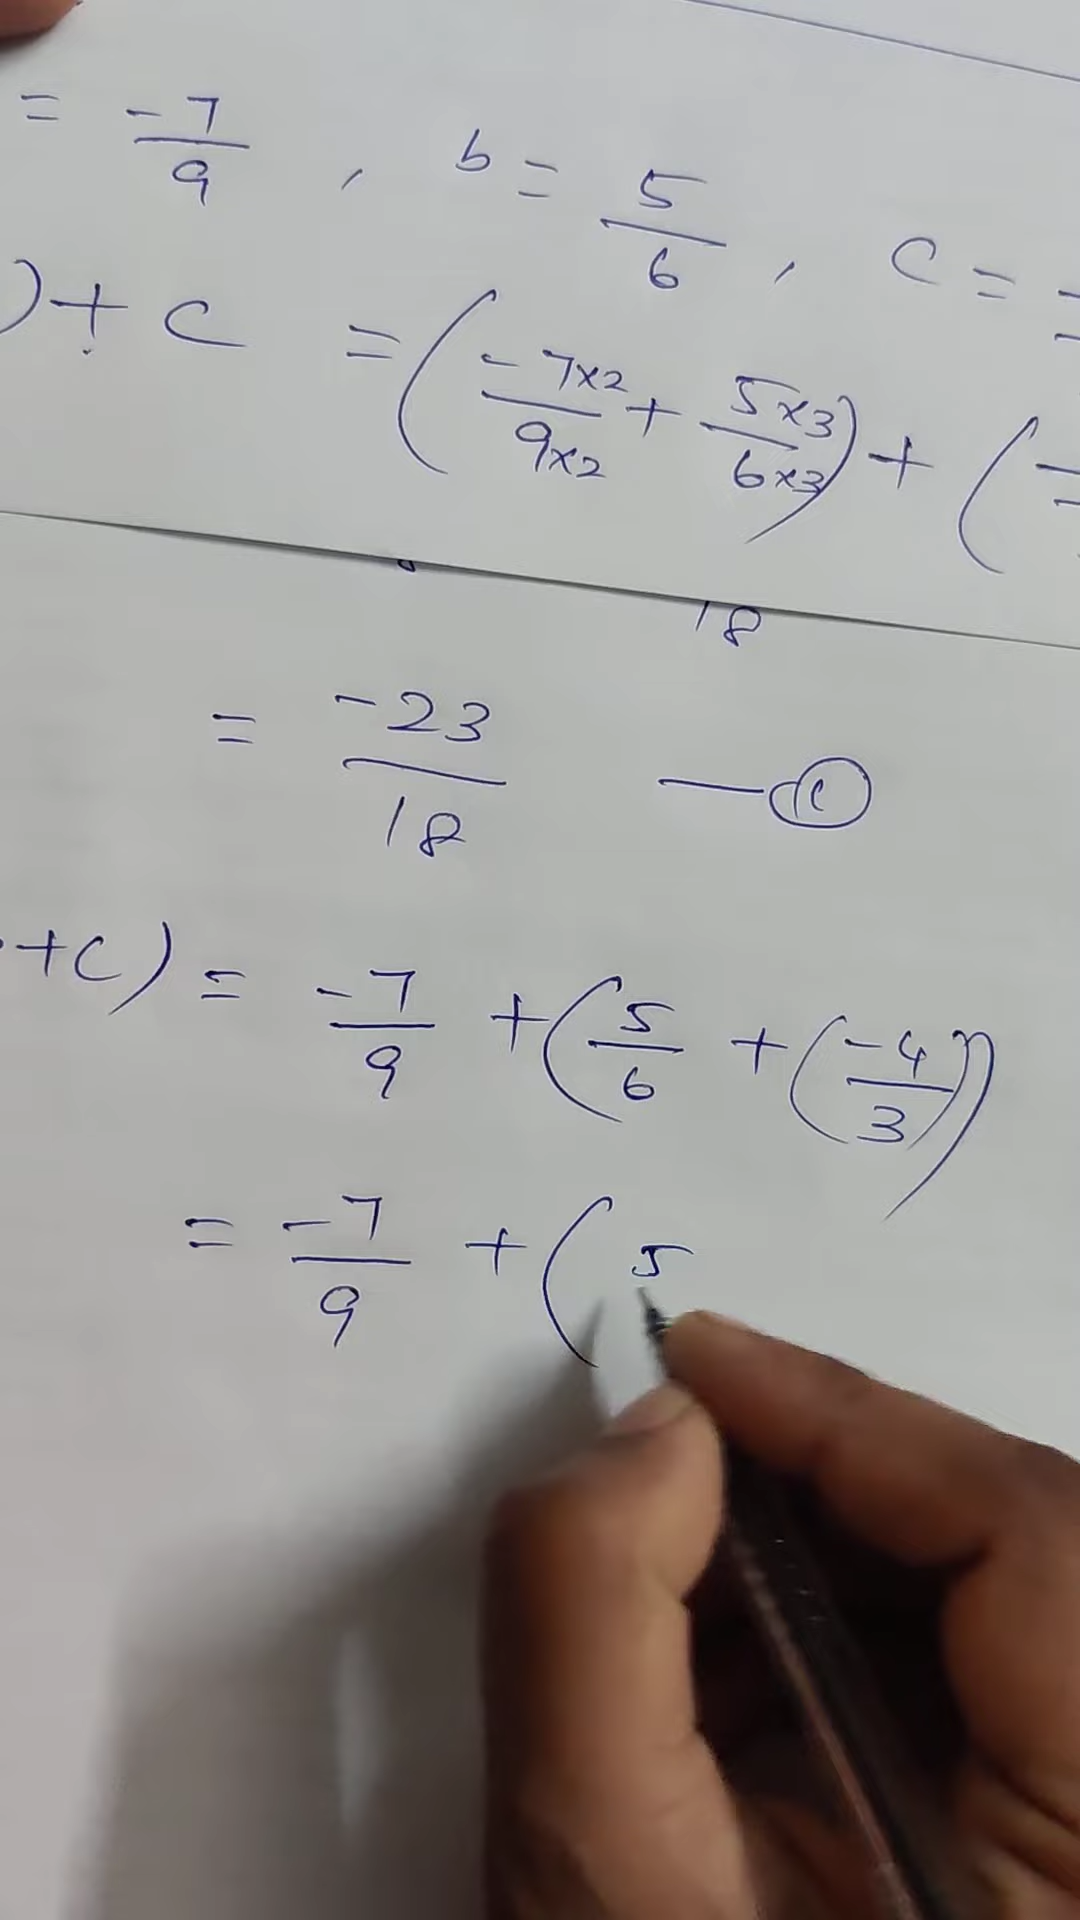 = -7/9 , b = 5/6 , C =
) + C = ( -7×2/9×2 + 5×3/6×3 ) + (
18
= -23/18
+C) = -7/9 + ( 5/6 + ( -4/3 ) )
= -7/9 + ( 5